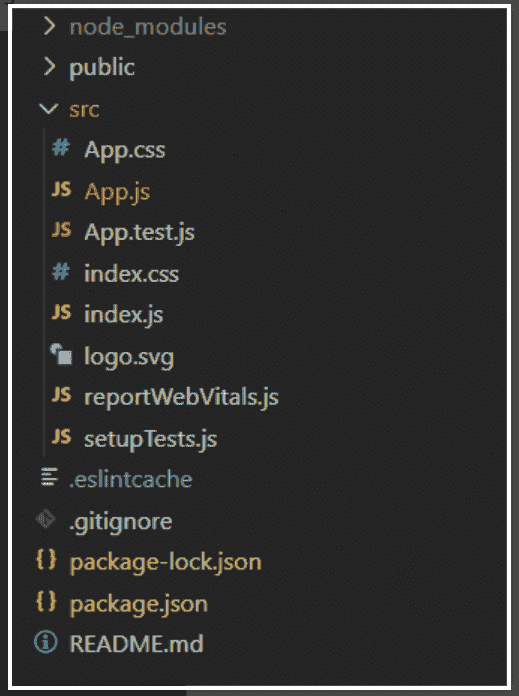 node_modules
public
src
# App.css
JS App.js
JS App.test.js
# index.css
JS index.js
logo.svg
JS reportWebVitals.js
JS setupTests.js
.eslintcache
.gitignore
{} package-lock.json
{} package.json
README.md